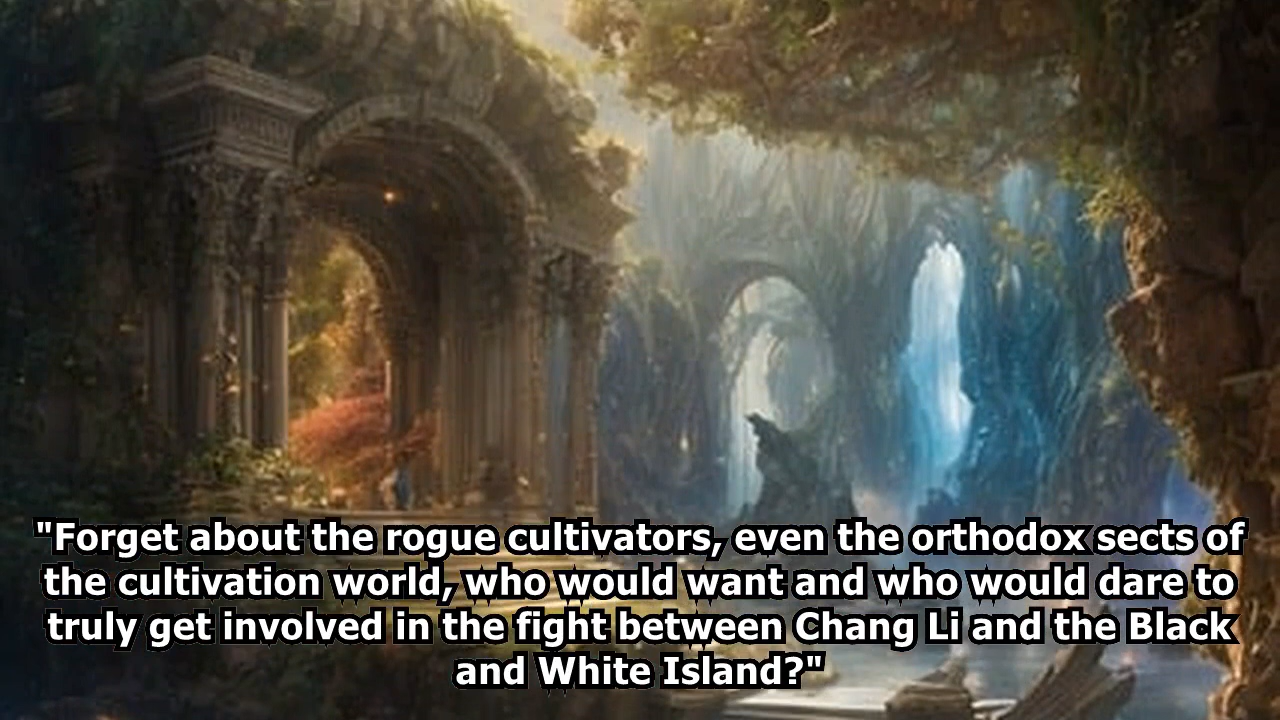 "Forget about the rogue cultivators, even the orthodox sects of
the cultivation world, who would want and who would dare to
truly get involved in the fight between Chang Li and the Black
and White Island?"